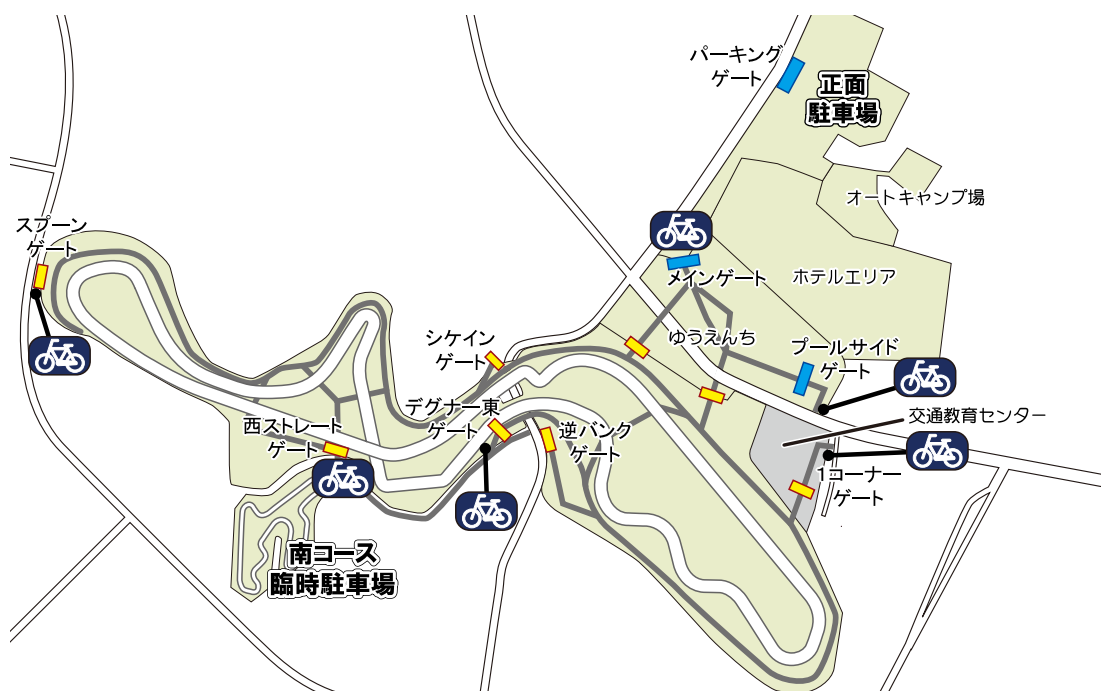 パーキング
ゲート
正面
駐車場
オートキャンプ場
スプーン
ゲート
メインゲート
ホテルエリア
シケイン
ゲート
ゆうえんち
プールサイド
ゲート
デグナー東
ゲート
交通教育センター
西ストレート
ゲート
逆バンク
ゲート
1コーナー
ゲート
南コース
臨時駐車場